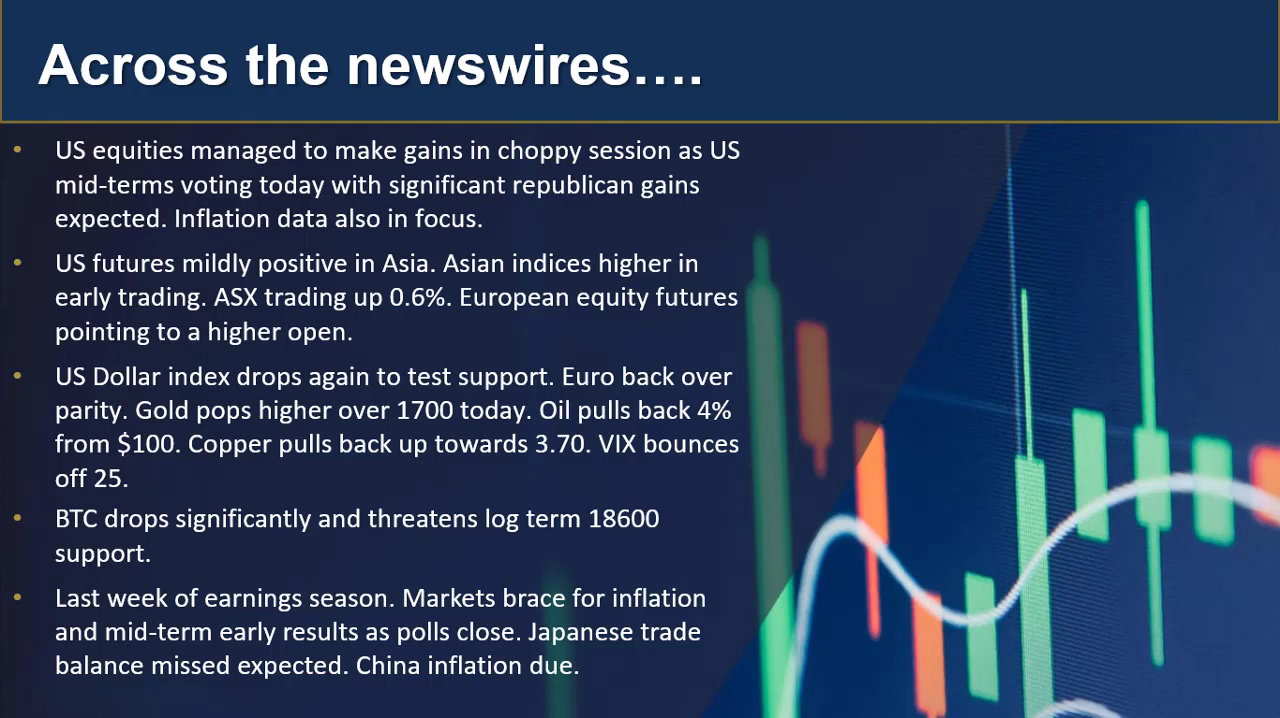 Across the newswires….
• US equities managed to make gains in choppy session as US
mid-terms voting today with significant republican gains
expected. Inflation data also in focus.
• US futures mildly positive in Asia. Asian indices higher in
early trading. ASX trading up 0.6%. European equity futures
pointing to a higher open.
• US Dollar index drops again to test support. Euro back over
parity. Gold pops higher over 1700 today. Oil pulls back 4%
from $100. Copper pulls back up towards 3.70. VIX bounces
off 25.
• BTC drops significantly and threatens log term 18600
support.
• Last week of earnings season. Markets brace for inflation
and mid-term early results as polls close. Japanese trade
balance missed expected. China inflation due.